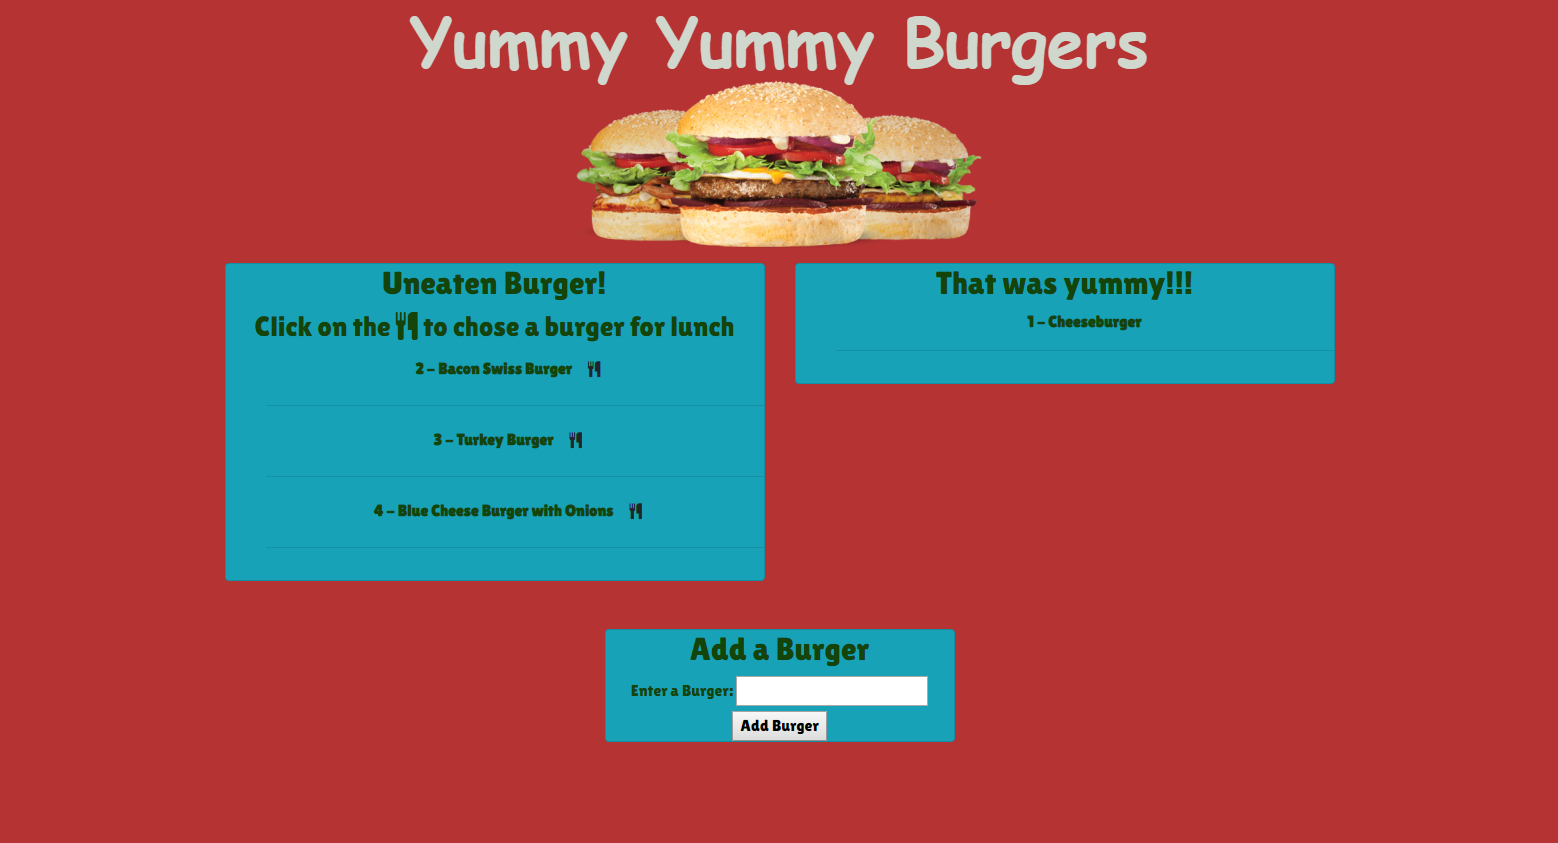 Yummy Yummy Burgers
Uneaten Burger!
Click on the to chose a burger for lunch
2 - Bacon Swiss Burger
3 - Turkey Burger
4 - Blue Cheese Burger with Onions
That was yummy!!!
1 - Cheeseburger
Add a Burger
Enter a Burger:
Add Burger